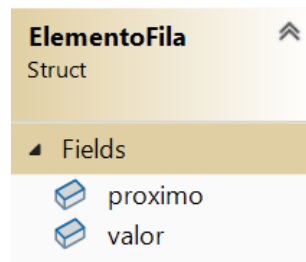 ElementoFila
Struct
Fields
proximo
valor